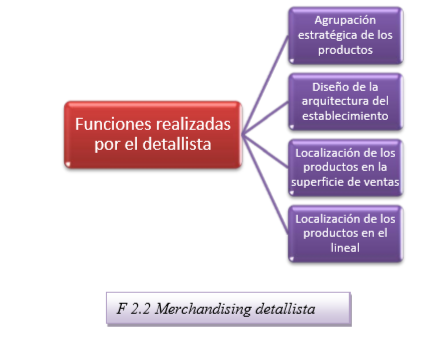 Agrupación
estratégica de los
productos
Diseño de la
arquitectura del
establecimiento
Funciones realizadas
por el detallista
Localización de los
productos en la
superficie de ventas
Localización de los
productos en el
lineal
F 2.2 Merchandising detallista